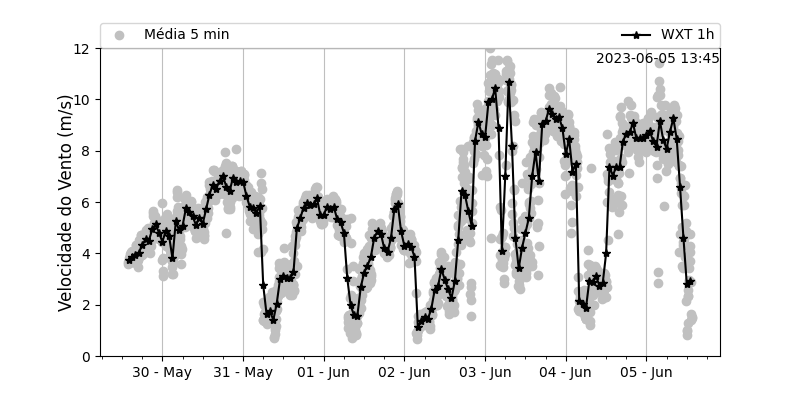 Média 5 min
WXT 1h
2023-06-05 13:45
Velocidade do Vento (m/s)
12
10
8
6
4
2
0
30 - May
31 - May
01 - Jun
02 - Jun
03 - Jun
04 - Jun
05 - Jun